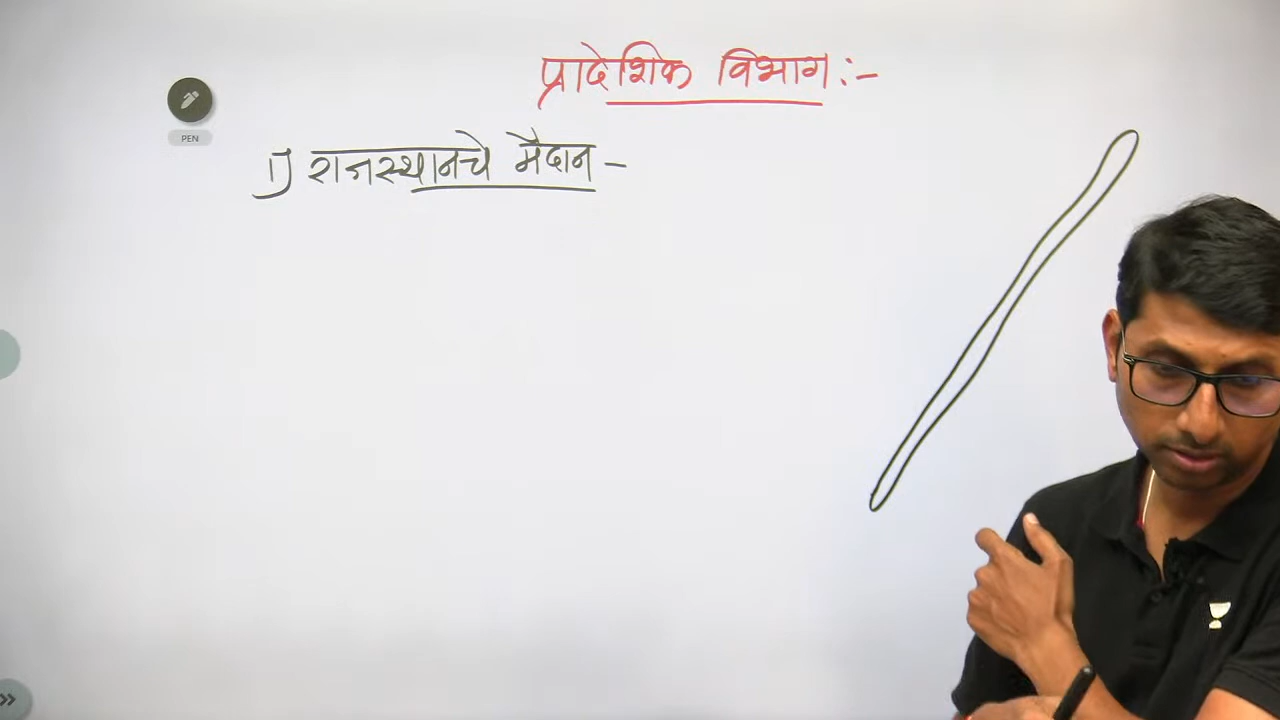 प्रादेशिक विभाग :-
PEN
1) राजस्थानचे मैदान -